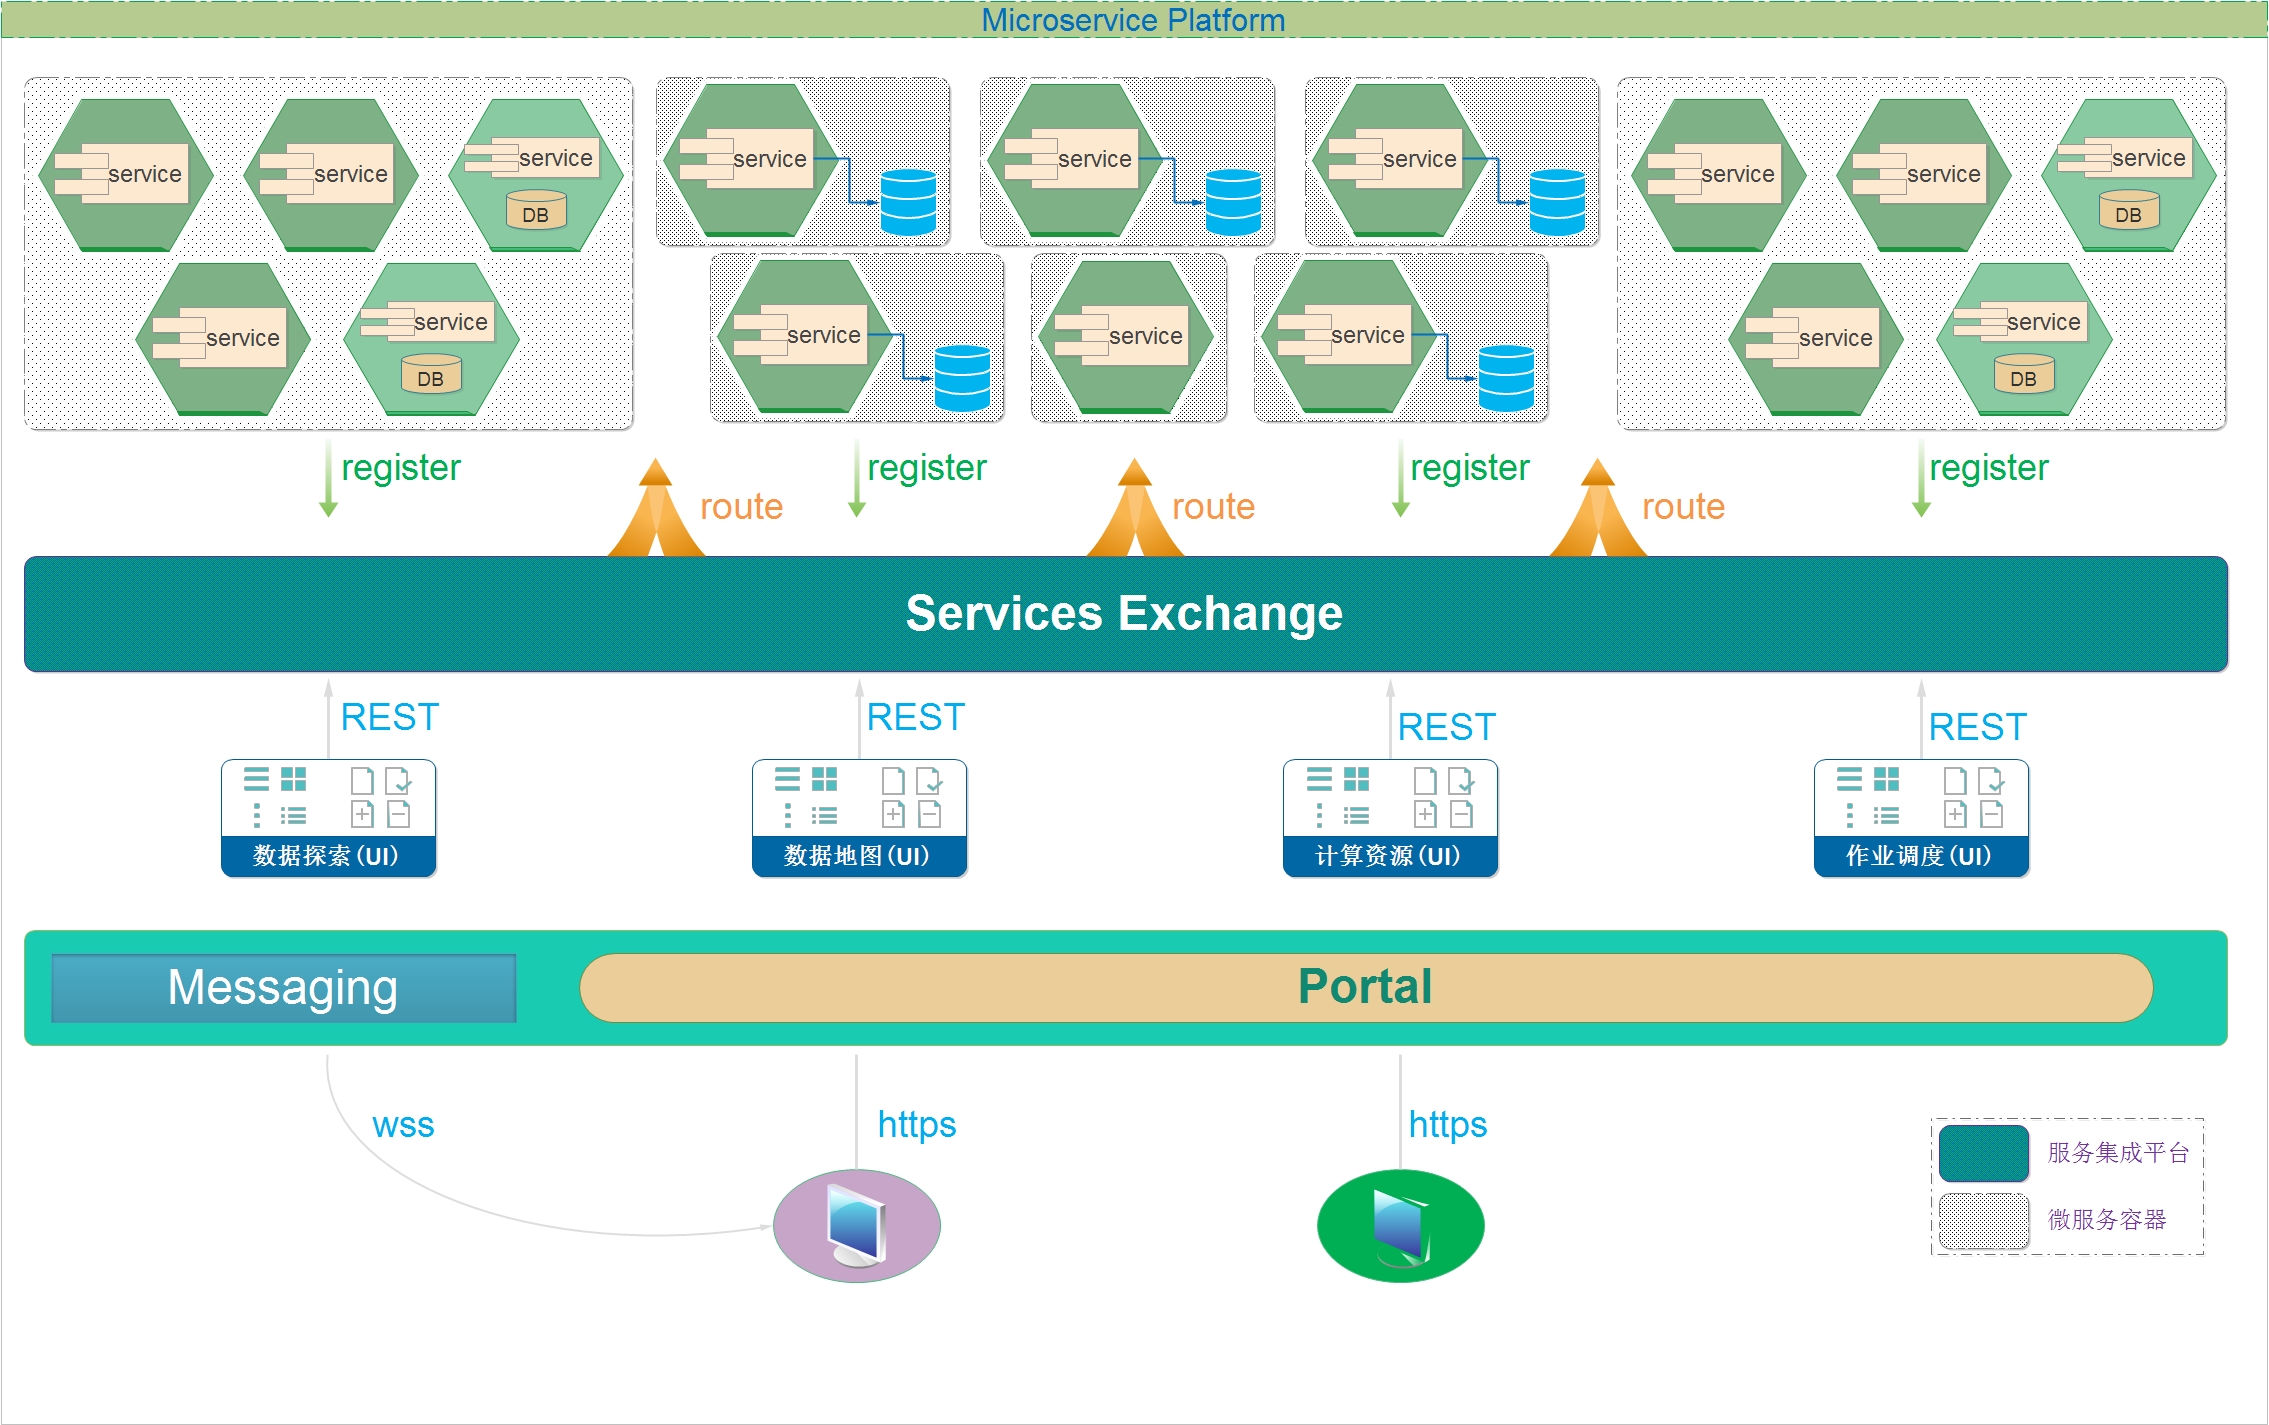 Microservice Platform
service
service
service
DB
service
service
DB
service
service
service
service
service
service
service
service
service
DB
service
service
DB
register
register
register
register
route
route
route
Services Exchange
REST
REST
REST
REST
数据探索(UI)
数据地图(UI)
计算资源(UI)
作业调度(UI)
Messaging
Portal
wss
https
https
服务集成平台
微服务容器